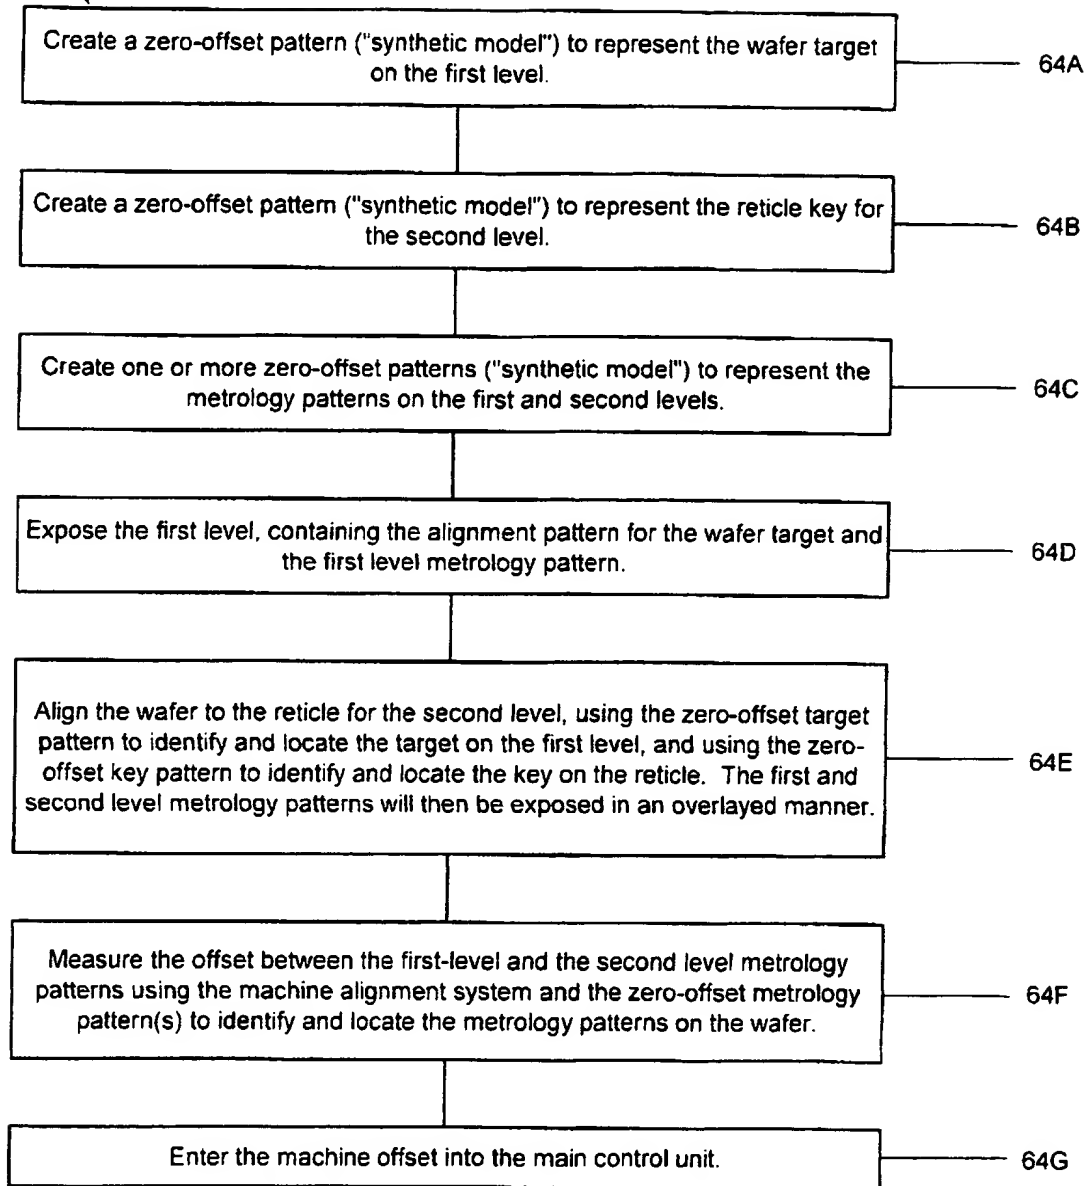 Create a zero-offset pattern ("synthetic model") to represent the wafer target
on the first level.
64A
Create a zero-offset pattern ("synthetic model") to represent the reticle key for
the second level.
64B
Create one or more zero-offset patterns ("synthetic model") to represent the
metrology patterns on the first and second levels.
64C
Expose the first level, containing the alignment pattern for the wafer target and
the first level metrology pattern.
64D
Align the wafer to the reticle for the second level, using the zero-offset target
pattern to identify and locate the target on the first level, and using the zero-
offset key pattern to identify and locate the key on the reticle. The first and
second level metrology patterns will then be exposed in an overlayed manner.
64E
Measure the offset between the first-level and the second level metrology
patterns using the machine alignment system and the zero-offset metrology
pattern(s) to identify and locate the metrology patterns on the wafer.
64F
Enter the machine offset into the main control unit.
64G